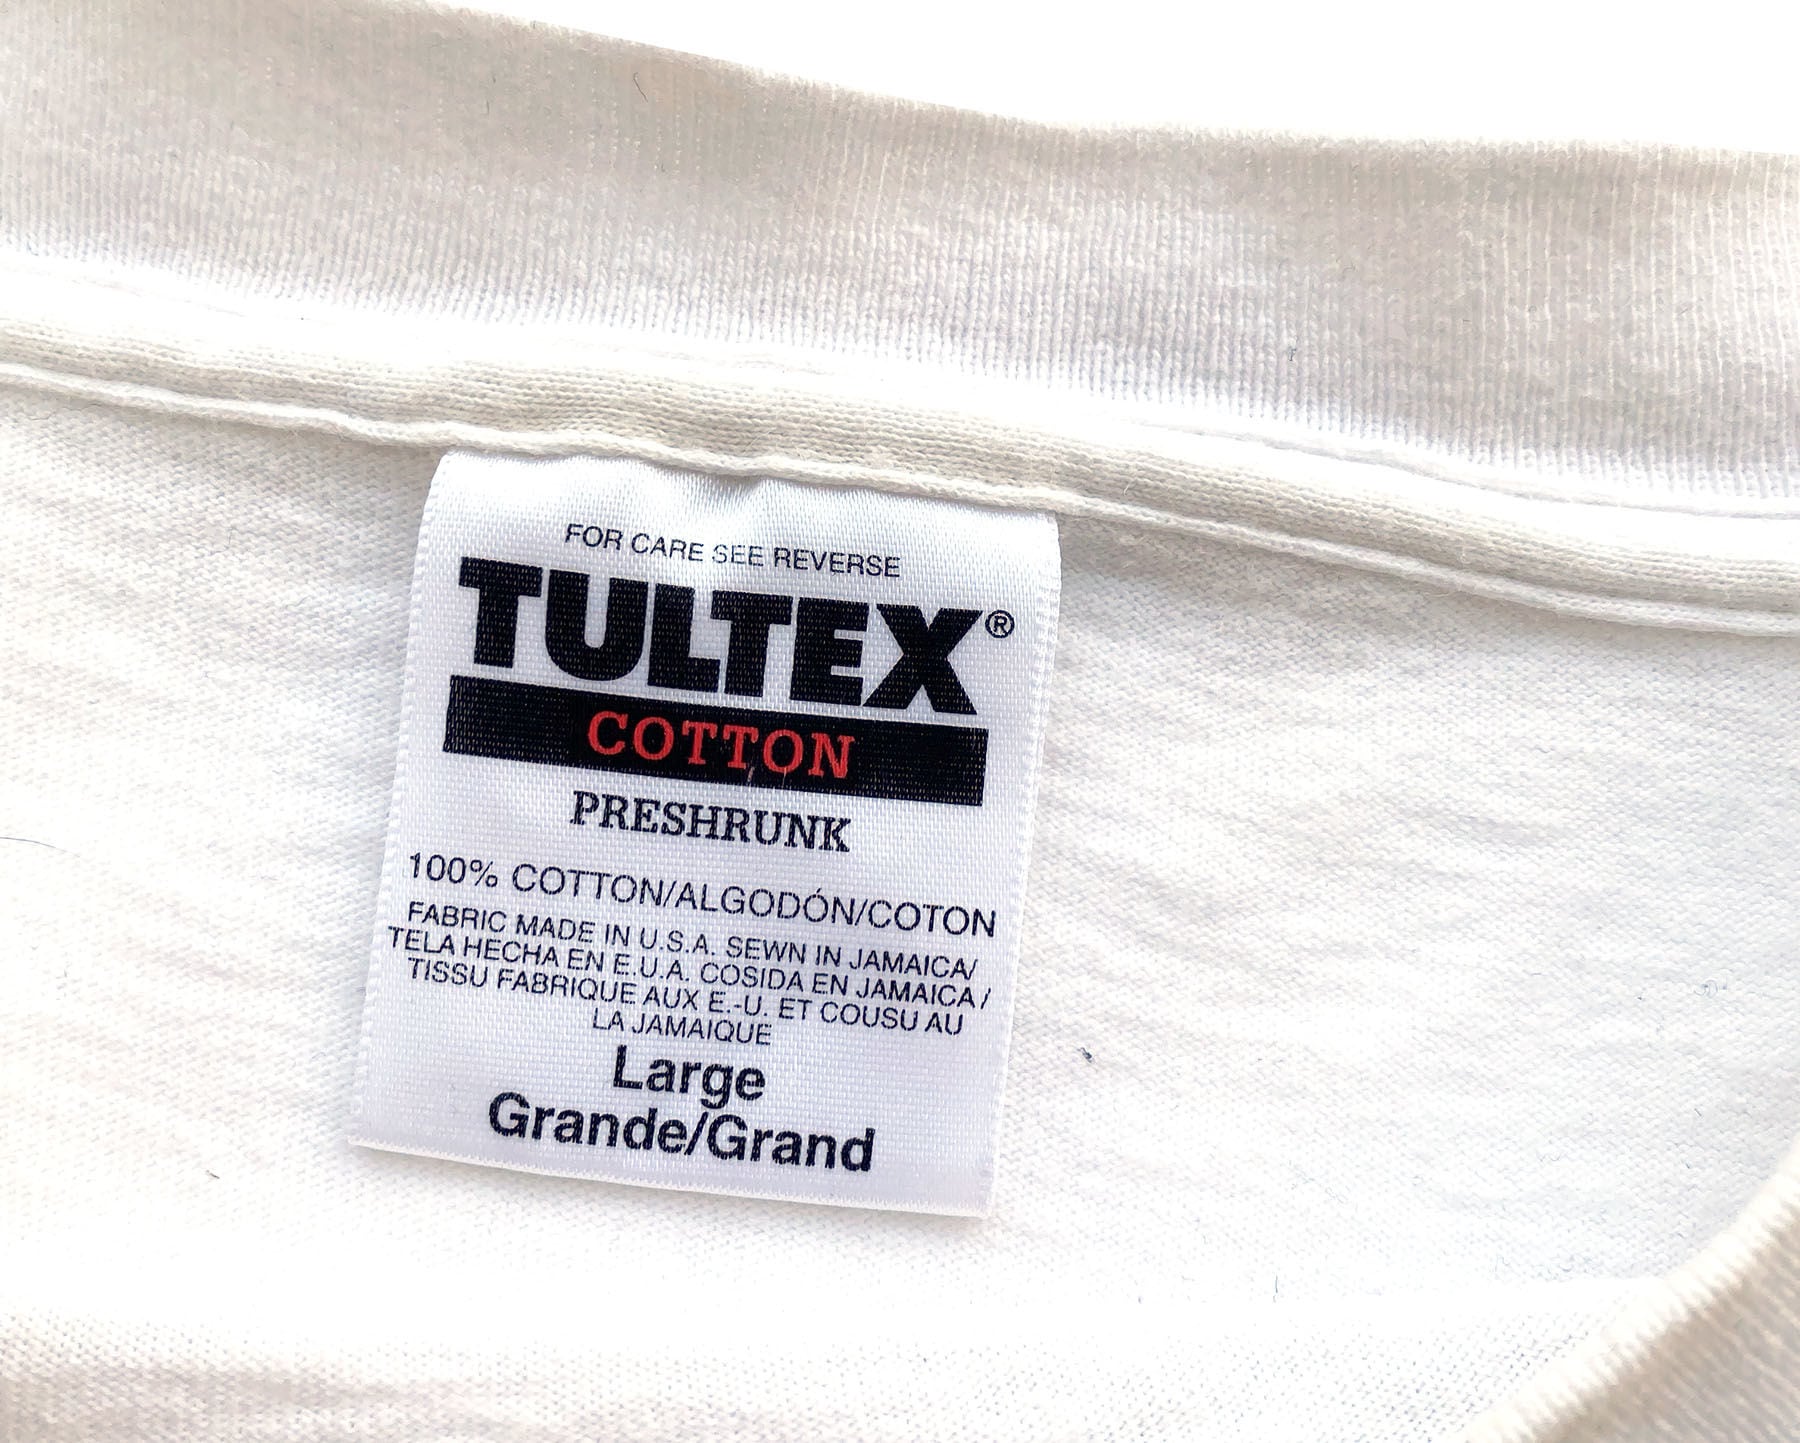 FOR CARE SEE REVERSE
TULTEX®
COTTON
PRESHRUNK
100% COTTON/ALGODÓN/COTON
FABRIC MADE IN U.S.A. SEWN IN JAMAICA/
TELA HECHA EN E.U.A. COSIDA EN JAMAICA/
TISSU FABRIQUE AUX E.-U. ET COUSU AU
LA JAMAIQUE
Large
Grande/Grand